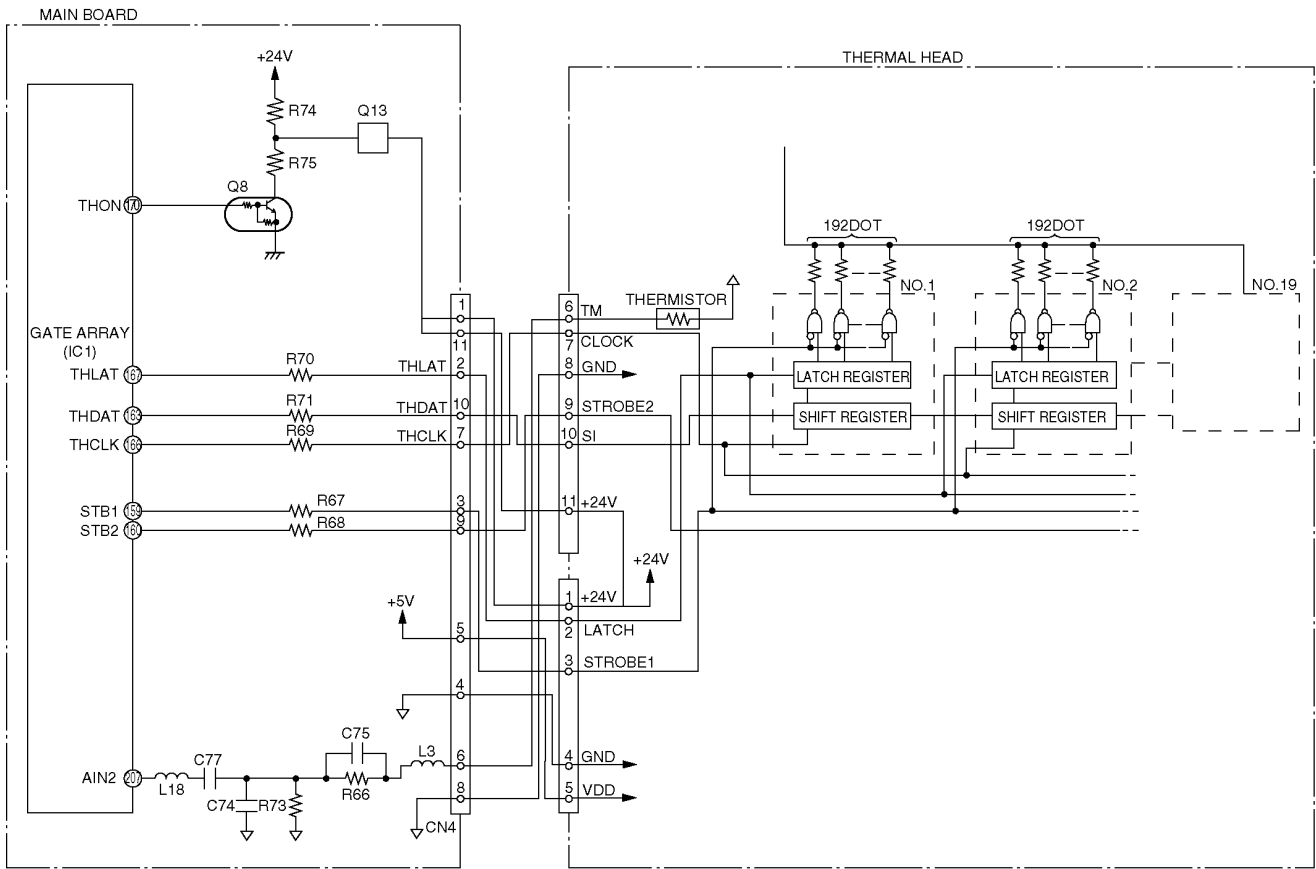 MAIN BOARD
+24V
THERMAL HEAD
R74
Q13
R75
Q8
THON 170
192DOT
192DOT
NO.1
NO.2
NO.19
1
6 TM
THERMISTOR
GATE ARRAY
(IC1)
11
7 CLOCK
R70
THLAT 2
8 GND
THLAT 167
LATCH REGISTER
LATCH REGISTER
R71
THDAT 10
9 STROBE2
THDAT 163
SHIFT REGISTER
SHIFT REGISTER
R69
THCLK 7
10 SI
THCLK 166
R67
3
11 +24V
STB1 159
R68
9
STB2 160
+24V
+5V
1 +24V
5
2 LATCH
3 STROBE1
4
C75
L3
6
4 GND
C77
AIN2 207
L18
R66
8
5 VDD
C74
R73
CN4